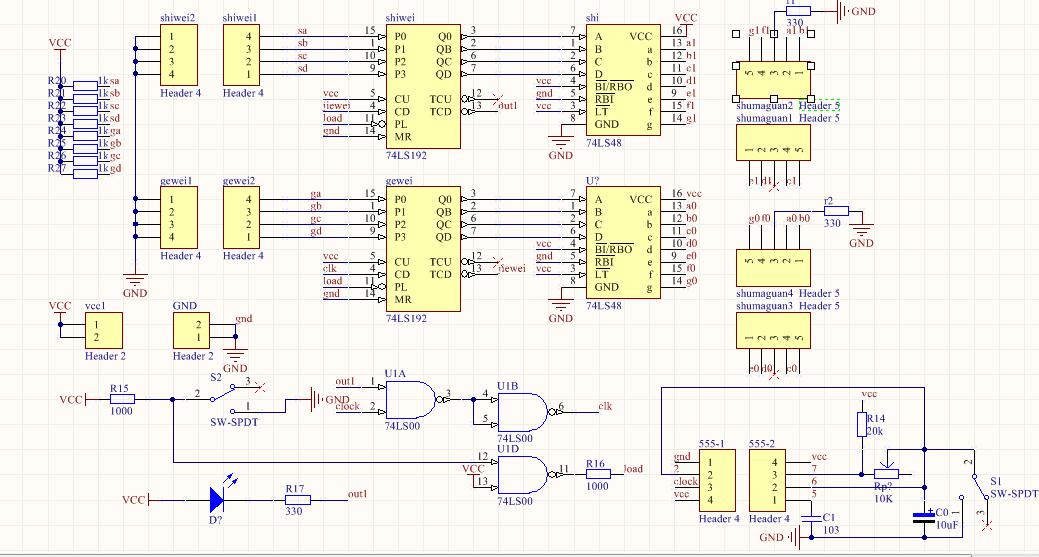 shiwei2
shiwei1
shiwei
shi
VCC
330
GND
VCC
1
2
3
4
Header 4
4
3
2
1
Header 4
sa
sb
sc
sd
15
1
10
9
P0 Q0
P1 Q1
P2 QB
P3 QD
3
2
6
7
7
1
2
6
A VCC
B a
C b
D c
BI/RBO d
RBI e
LT f
GND g
16
13 a1
12 b1
11 c1
10 d1
9 e1
15 f1
14 g1
g1 f1 a1 b1
5 4 3 2 1
shumaguan2 Header 5
shumaguan1 Header 5
1 2 3 4 5
e1 d1 c1
vcc 5 CU TCU 12
jiewei 4 CD TCD 13 out1
load 11 PL
gnd 14 MR
74LS192
vcc 4
gnd 5
vcc 3
8
GND
74LS48
R20 1k sa
R21 1k sb
R22 1k sc
R23 1k sd
R24 1k ga
R25 1k gb
R26 1k gc
R27 1k gd
gewei1
gewei2
gewei
U?
1
2
3
4
Header 4
4
3
2
1
Header 4
ga
gb
gc
gd
15
1
10
9
P0 Q0
P1 QB
P2 QC
P3 QD
3
2
6
7
7
1
2
6
A VCC
B a
C b
D c
BI/RBO d
RBI e
LT f
GND g
16 vcc
13 a0
12 b0
11 c0
10 d0
9 e0
15 f0
14 g0
vcc 5 CU TCU 12
clk 4 CD TCD 13 jiewei
load 11 PL
gnd 14 MR
74LS192
vcc 4
gnd 5
vcc 3
8
GND
74LS48
r2
330
GND
g0 f0 a0 b0
5 4 3 2 1
shumaguan4 Header 5
shumaguan3 Header 5
1 2 3 4 5
e0 d0 c0
GND
VCC
vcc1
1
2
Header 2
GND
2
1
Header 2
gnd
GND
VCC
R15
1000
S2
2
3
1
SW-SPDT
GND
out1 1
clock 2
U1A
3
74LS00
U1B
4
5
6 clk
74LS00
U1D
12
VCC
13
11
74LS00
R16
1000
load
VCC
D?
R17
330
out1
555-1
555-2
gnd
2
clock
vcc
1
2
3
4
Header 4
4
3
2
1
Header 4
vcc
7
6
5
vcc
R14
20k
Rp?
10K
C1
103
C0
10uF
GND
2
1
3
S1
SW-SPDT